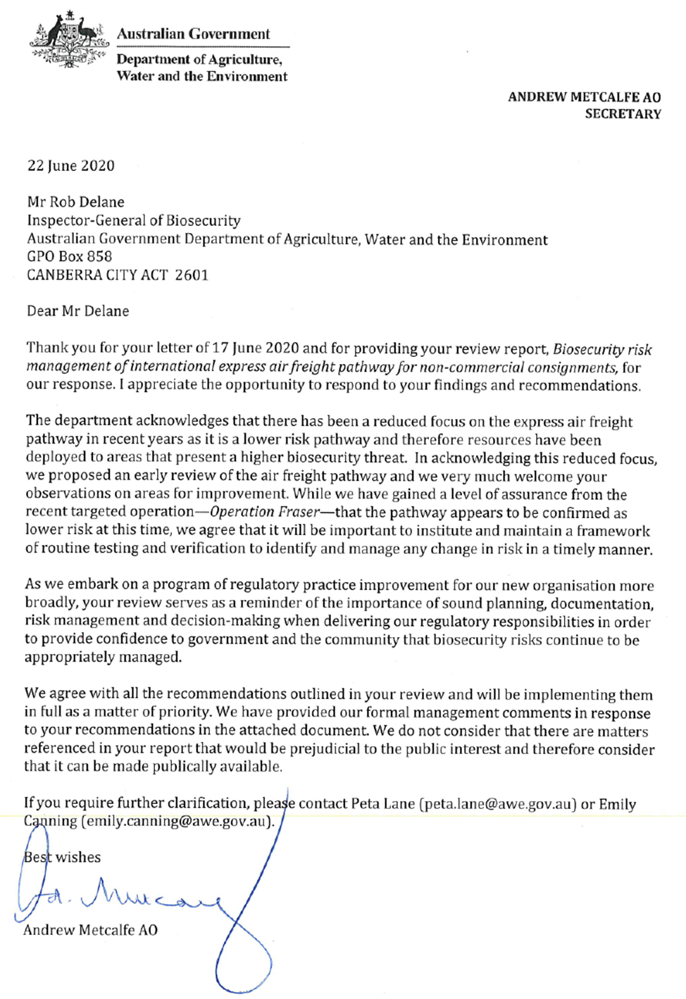 Australian Government
Department of Agriculture,
Water and the Environment
ANDREW METCALFE AO
SECRETARY
22 June 2020
Mr Rob Delane
Inspector-General of Biosecurity
Australian Government Department of Agriculture, Water and the Environment
GPO Box 858
CANBERRA CITY ACT 2601
Dear Mr Delane
Thank you for your letter of 17 June 2020 and for providing your review report, Biosecurity risk
management of international express air freight pathway for non-commercial consignments, for
our response. I appreciate the opportunity to respond to your findings and recommendations.
The department acknowledges that there has been a reduced focus on the express air freight
pathway in recent years as it is a lower risk pathway and therefore resources have been
deployed to areas that present a higher biosecurity threat. In acknowledging this reduced focus,
we proposed an early review of the air freight pathway and we very much welcome your
observations on areas for improvement. While we have gained a level of assurance from the
recent targeted operation—Operation Fraser—that the pathway appears to be confirmed as
lower risk at this time, we agree that it will be important to institute and maintain a framework
of routine testing and verification to identify and manage any change in risk in a timely manner.
As we embark on a program of regulatory practice improvement for our new organisation more
broadly, your review serves as a reminder of the importance of sound planning, documentation,
risk management and decision-making when delivering our regulatory responsibilities in order
to provide confidence to government and the community that biosecurity risks continue to be
appropriately managed.
We agree with all the recommendations outlined in your review and will be implementing them
in full as a matter of priority. We have provided our formal management comments in response
to your recommendations in the attached document. We do not consider that there are matters
referenced in your report that would be prejudicial to the public interest and therefore consider
that it can be made publically available.
If you require further clarification, please contact Peta Lane (peta.lane@awe.gov.au) or Emily
Canning (emily.canning@awe.gov.au).
Best wishes
Andrew Metcalfe AO